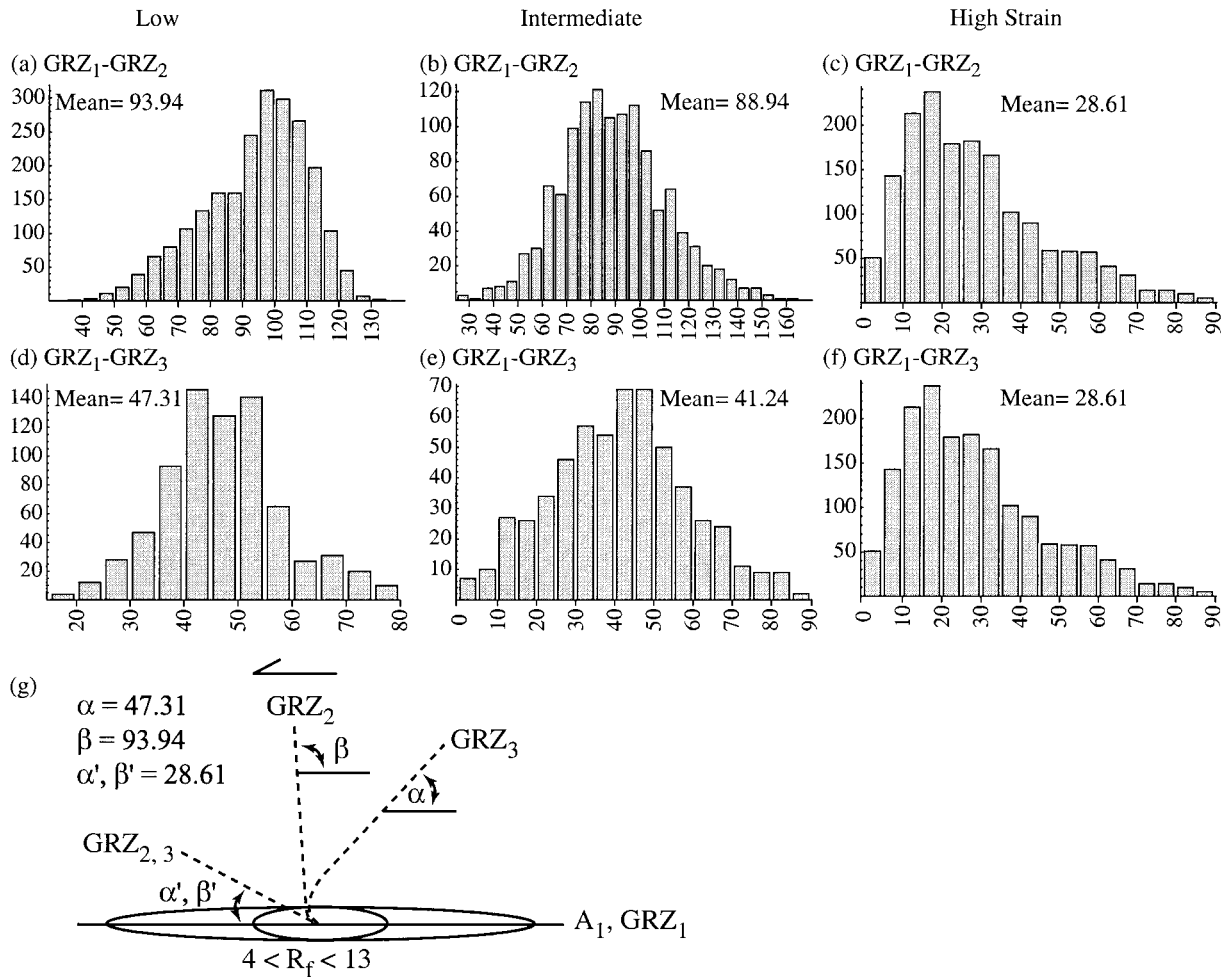 Low Intermediate High Strain
(a) GRZ1-GRZ2 (b) GRZ1-GRZ2 (c) GRZ1-GRZ2
Mean= 93.94 Mean= 88.94 Mean= 28.61
300 250 200 150 100 50
40 50 60 70 80 90 100 110 120 130
120 100 80 60 40 20
30 40 50 60 70 80 90 100 110 120 130 140 150 160
200 150 100 50
0 10 20 30 40 50 60 70 80 90
(d) GRZ1-GRZ3 (e) GRZ1-GRZ3 (f) GRZ1-GRZ3
Mean= 47.31 Mean= 41.24 Mean= 28.61
140 120 100 80 60 40 20
20 30 40 50 60 70 80
70 60 50 40 30 20 10
0 10 20 30 40 50 60 70 80 90
200 150 100 50
0 10 20 30 40 50 60 70 80 90
(g)
α = 47.31
β = 93.94
α', β' = 28.61
GRZ2
β
GRZ3
α
GRZ2, 3
α', β'
A1, GRZ1
4 < Rf < 13